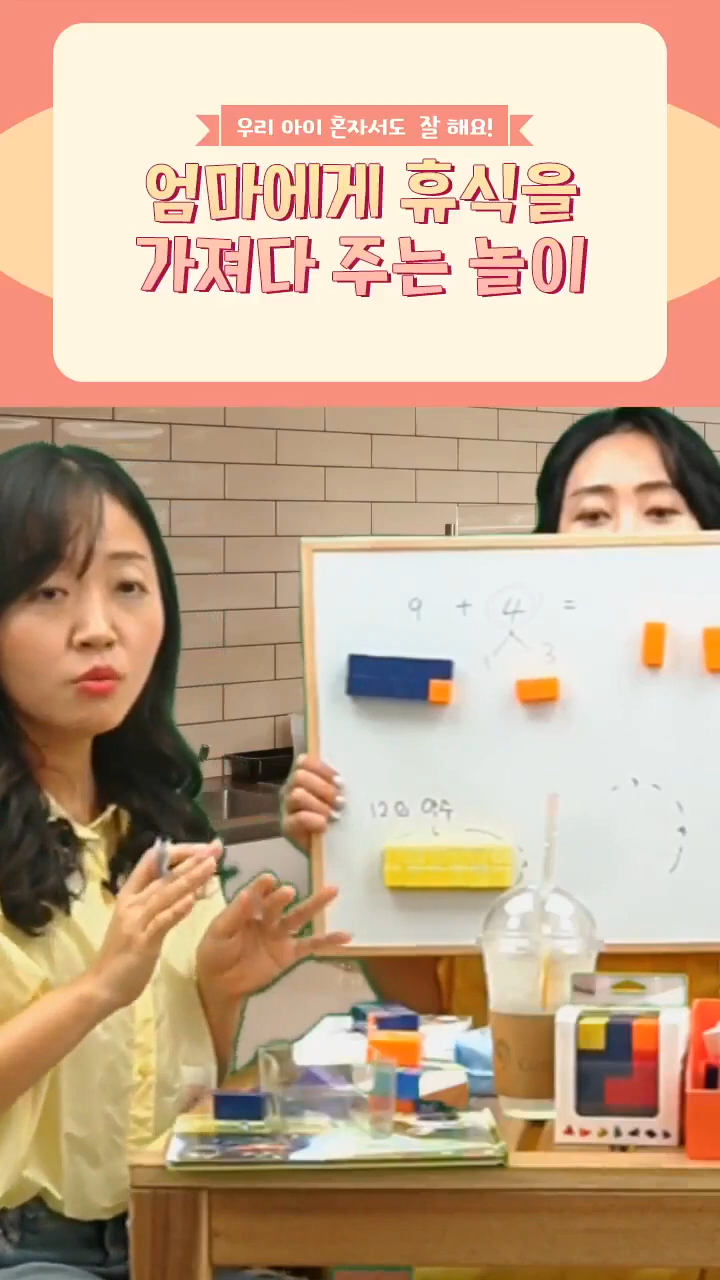 우리 아이 혼자서도 잘 해요!
엄마에게 휴식을
가져다 주는 놀이
9 + 4 =
1 3
12의 약수